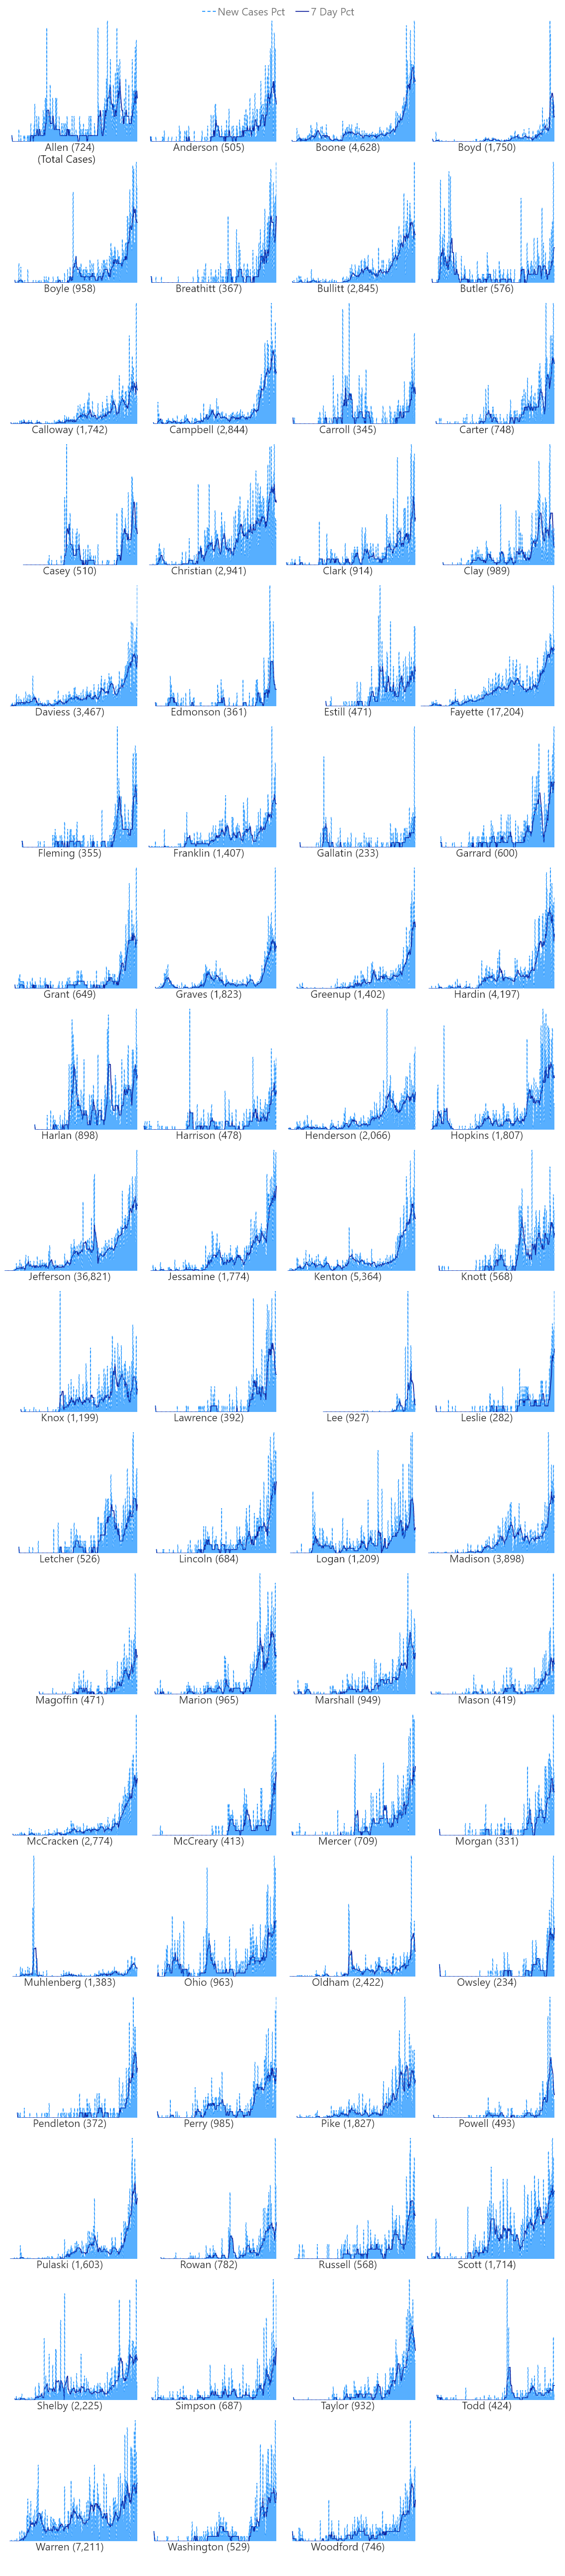 New Cases Pct 7 Day Pct
Allen (724) Anderson (505) Boone (4,628) Boyd (1,750)
(Total Cases)
Boyle (958) Breathitt (367) Bullitt (2,845) Butler (576)
Calloway (1,742) Campbell (2,844) Carroll (345) Carter (748)
Casey (510) Christian (2,941) Clark (914) Clay (989)
Daviess (3,467) Edmonson (361) Estill (471) Fayette (17,204)
Fleming (355) Franklin (1,407) Gallatin (233) Garrard (600)
Grant (649) Graves (1,823) Greenup (1,402) Hardin (4,197)
Harlan (898) Harrison (478) Henderson (2,066) Hopkins (1,807)
Jefferson (36,821) Jessamine (1,774) Kenton (5,364) Knott (568)
Knox (1,199) Lawrence (392) Lee (927) Leslie (282)
Letcher (526) Lincoln (684) Logan (1,209) Madison (3,898)
Magoffin (471) Marion (965) Marshall (949) Mason (419)
McCracken (2,774) McCreary (413) Mercer (709) Morgan (331)
Muhlenberg (1,383) Ohio (963) Oldham (2,422) Owsley (234)
Pendleton (372) Perry (985) Pike (1,827) Powell (493)
Pulaski (1,603) Rowan (782) Russell (568) Scott (1,714)
Shelby (2,225) Simpson (687) Taylor (932) Todd (424)
Warren (7,211) Washington (529) Woodford (746)